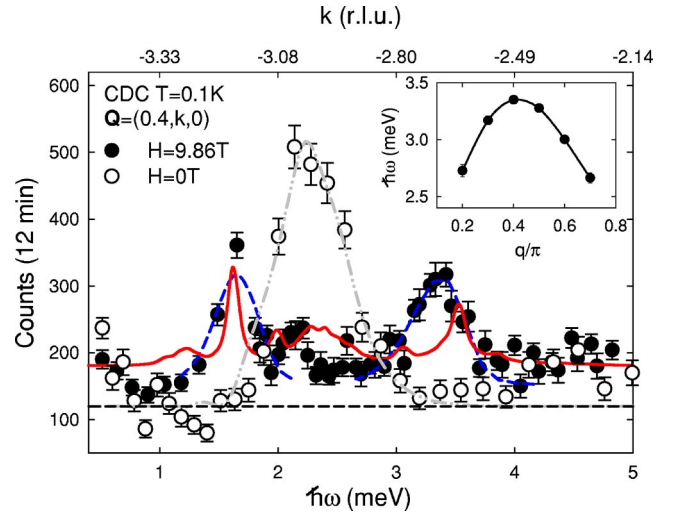 k (r.l.u.)
-3.33 -3.08 -2.80 -2.49 -2.14
600
500
400
300
200
100
Counts (12 min)
CDC T=0.1K
Q=(0.4,k,0)
H=9.86T
H=0T
3.5
3.0
2.5
ℏω (meV)
0.2 0.4 0.6 0.8
q/π
1 2 3 4 5
ℏω (meV)